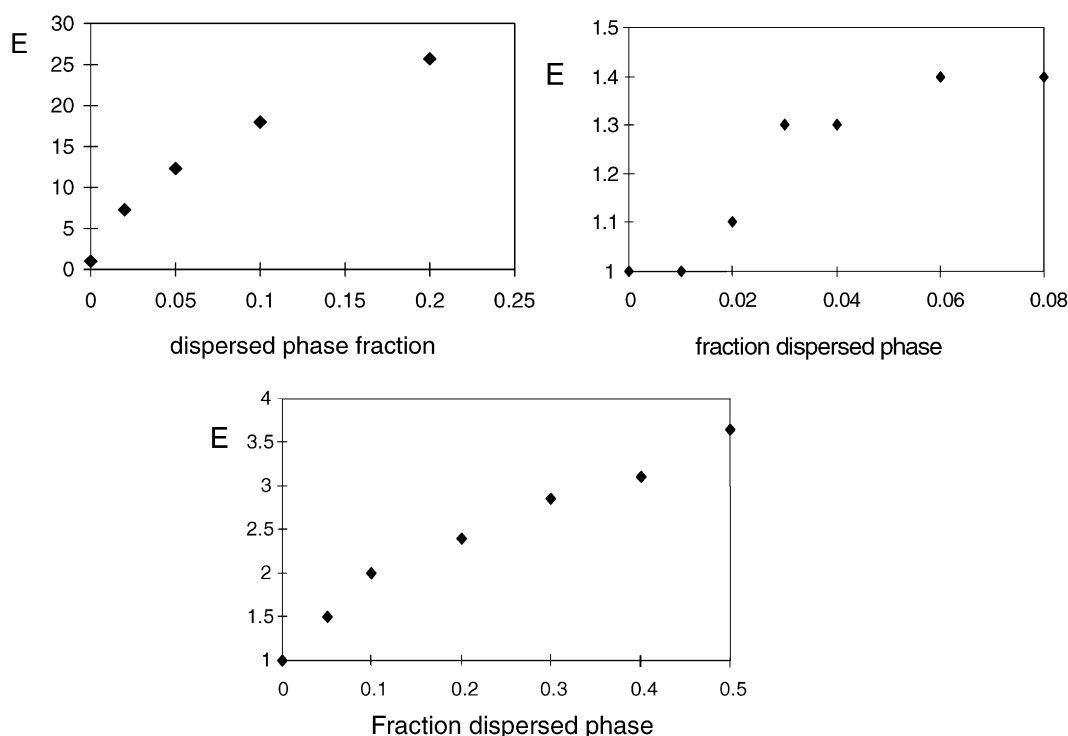 E
30
25
20
15
10
5
0
0 0.05 0.1 0.15 0.2 0.25
dispersed phase fraction
E
1.5
1.4
1.3
1.2
1.1
1
0 0.02 0.04 0.06 0.08
fraction dispersed phase
E
4
3.5
3
2.5
2
1.5
1
0 0.1 0.2 0.3 0.4 0.5
Fraction dispersed phase